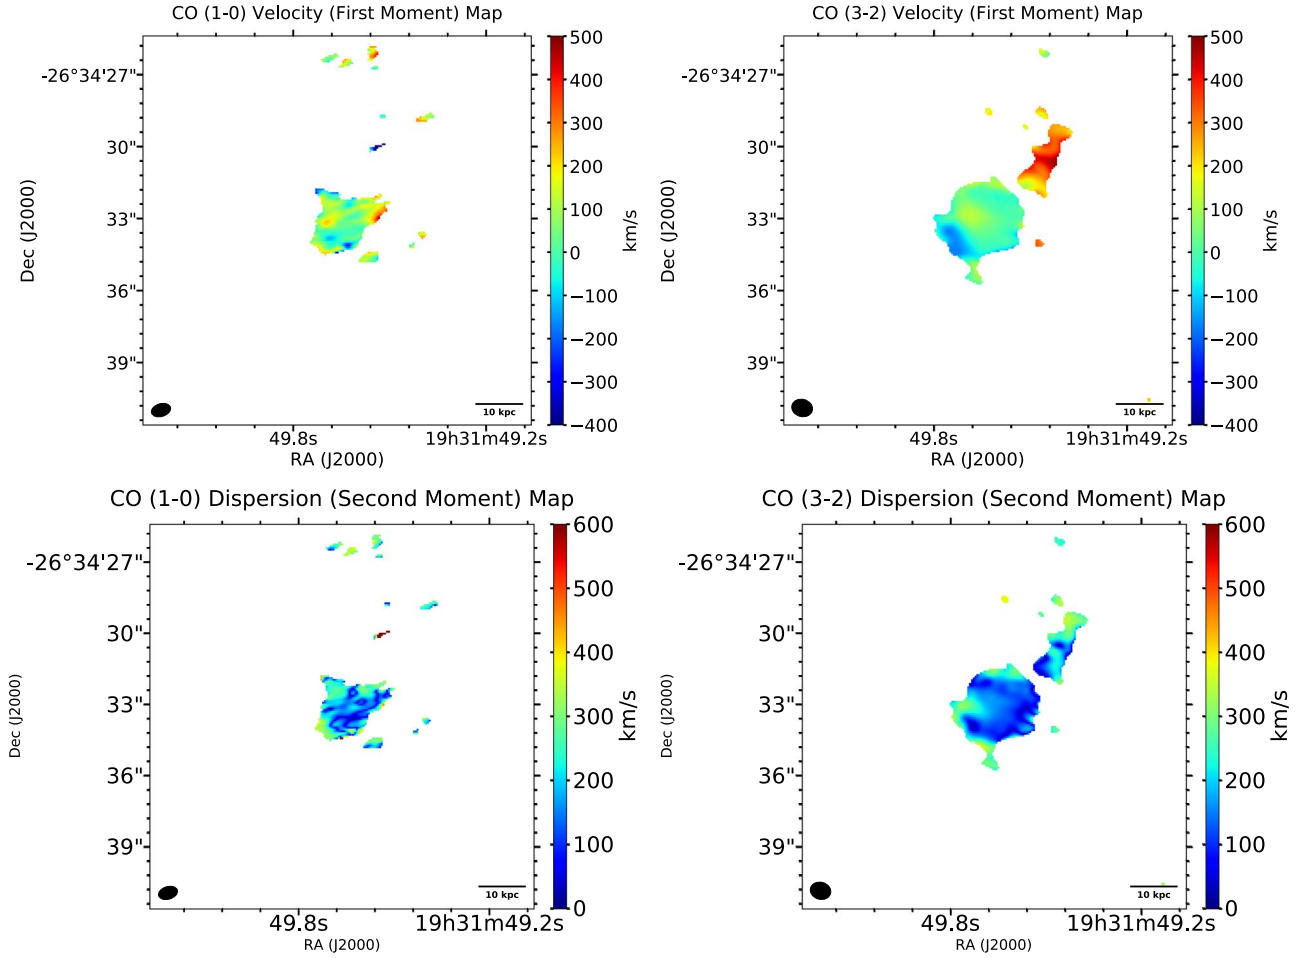 CO (1-0) Velocity (First Moment) Map
CO (3-2) Velocity (First Moment) Map
-26°34'27"
30"
33"
36"
39"
Dec (J2000)
49.8s
19h31m49.2s
RA (J2000)
10 kpc
500
400
300
200
100
0
−100
−200
−300
−400
km/s
-26°34'27"
30"
33"
36"
39"
Dec (J2000)
49.8s
19h31m49.2s
RA (J2000)
10 kpc
500
400
300
200
100
0
−100
−200
−300
−400
km/s
CO (1-0) Dispersion (Second Moment) Map
CO (3-2) Dispersion (Second Moment) Map
-26°34'27"
30"
33"
36"
39"
Dec (J2000)
49.8s
19h31m49.2s
RA (J2000)
10 kpc
600
500
400
300
200
100
0
km/s
-26°34'27"
30"
33"
36"
39"
Dec (J2000)
49.8s
19h31m49.2s
RA (J2000)
10 kpc
600
500
400
300
200
100
0
km/s